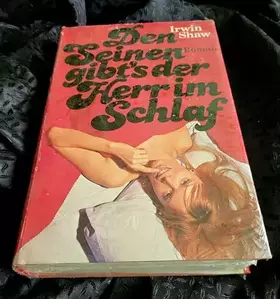 Irwin
Shaw
Roman
Den
Seinen
gibt's der
Herr im
Schlaf